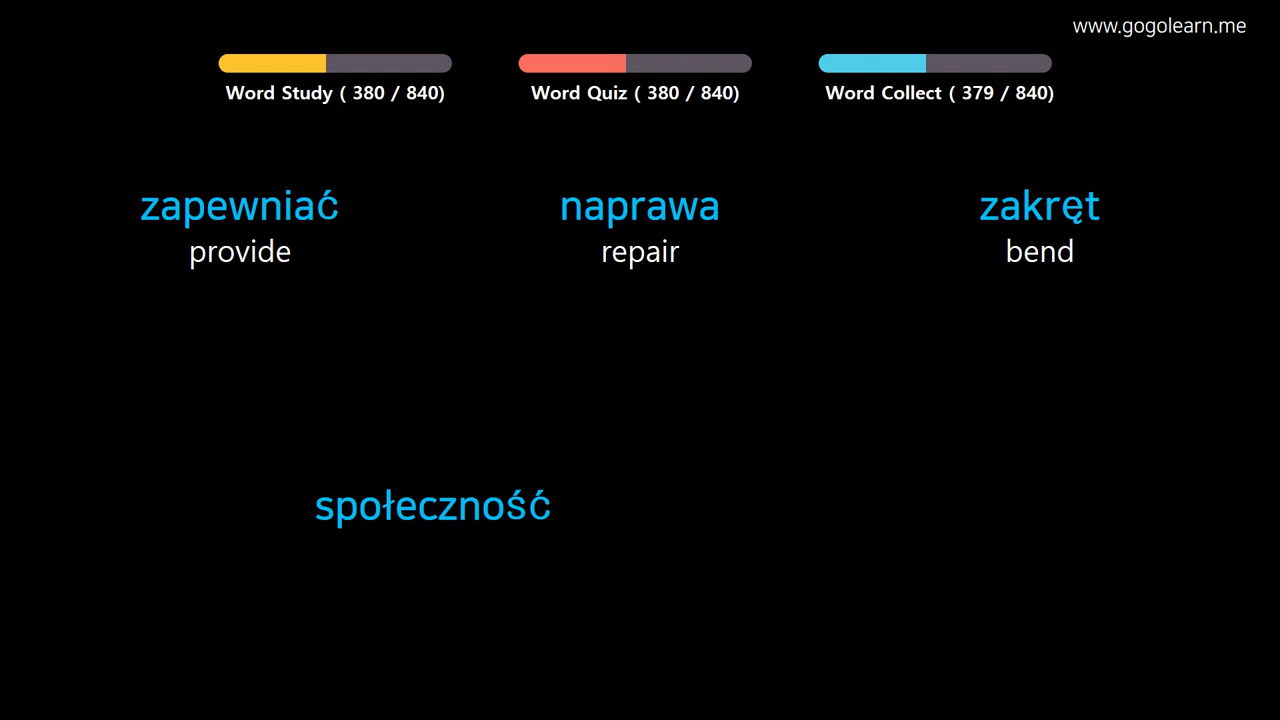 www.gogolearn.me
Word Study ( 380 / 840)
Word Quiz ( 380 / 840)
Word Collect ( 379 / 840)
zapewniać
provide
naprawa
repair
zakręt
bend
społeczność